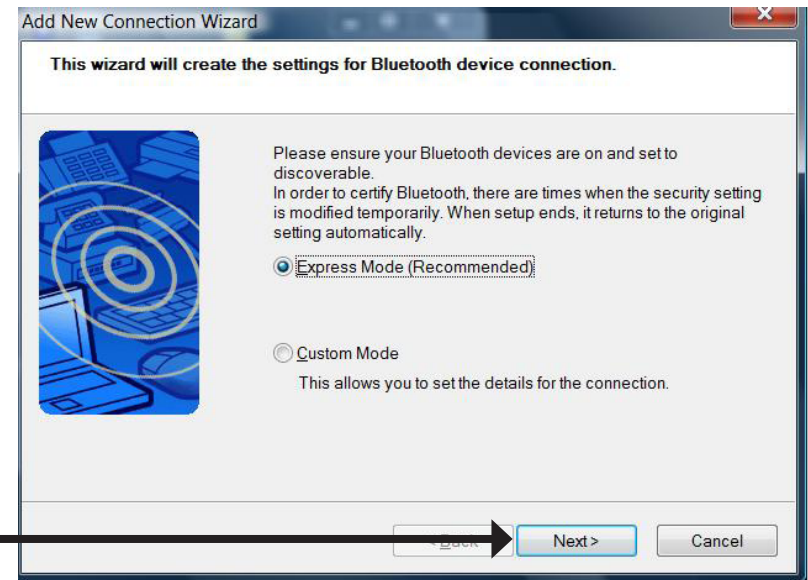 Add New Connection Wizard
This wizard will create the settings for Bluetooth device connection.
Please ensure your Bluetooth devices are on and set to
discoverable.
In order to certify Bluetooth, there are times when the security setting
is modified temporarily. When setup ends, it returns to the original
setting automatically.
Express Mode (Recommended)
Custom Mode
This allows you to set the details for the connection.
< Back Next > Cancel